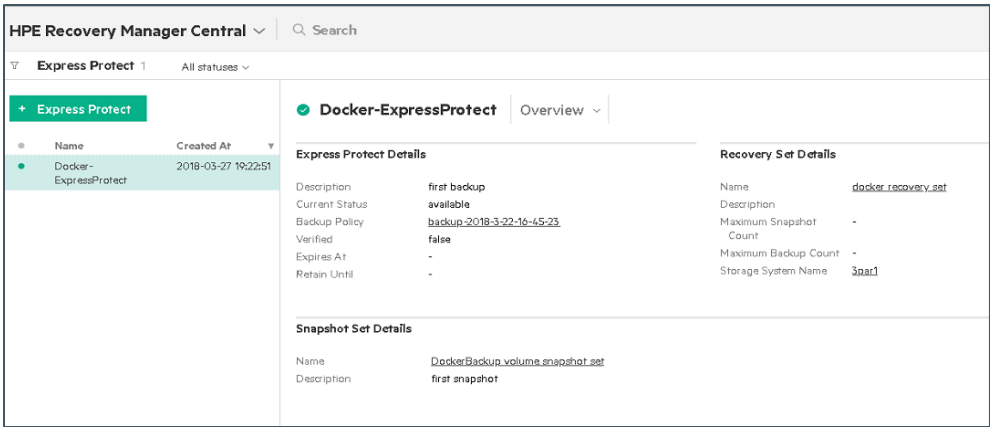 HPE Recovery Manager Central
Search
Express Protect 1
All statuses
+ Express Protect
Name Created At
Docker-
ExpressProtect
2018-03-27 19:22:51
Docker-ExpressProtect
Overview
Express Protect Details
Description first backup
Current Status available
Backup Policy backup-2018-3-22-16-45-23
Verified false
Expires At -
Retain Until -
Recovery Set Details
Name docker recovery set
Description
Maximum Snapshot
Count
-
Maximum Backup Count -
Storage System Name 3par1
Snapshot Set Details
Name DockerBackup volume snapshot set
Description first snapshot